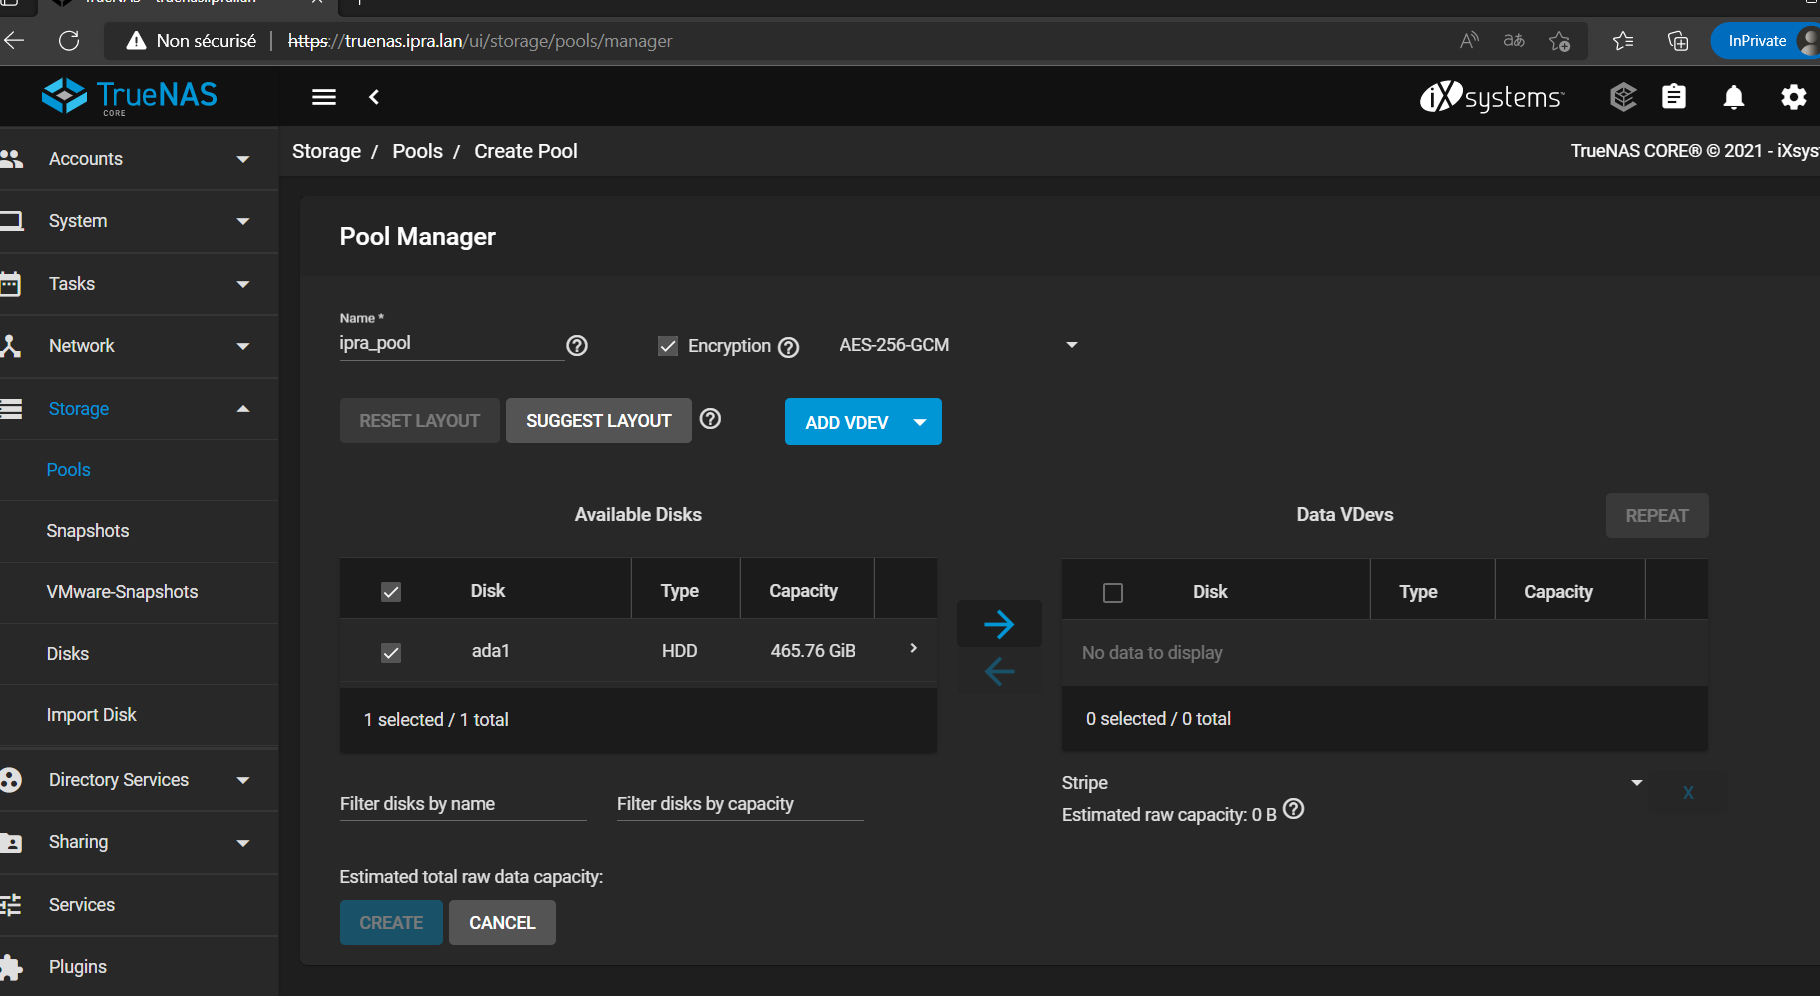 Non sécurisé
https://truenas.ipra.lan/ui/storage/pools/manager
InPrivate
TrueNAS
CORE
iXsystems™
Accounts
Storage / Pools / Create Pool
TrueNAS CORE® © 2021 - iXsys
System
Tasks
Network
Storage
Pools
Snapshots
VMware-Snapshots
Disks
Import Disk
Directory Services
Sharing
Services
Plugins
Pool Manager
Name *
ipra_pool
Encryption
AES-256-GCM
RESET LAYOUT
SUGGEST LAYOUT
ADD VDEV
Available Disks
Disk Type Capacity
ada1 HDD 465.76 GiB
1 selected / 1 total
Filter disks by name
Filter disks by capacity
Data VDevs
REPEAT
Disk Type Capacity
No data to display
0 selected / 0 total
Stripe
X
Estimated raw capacity: 0 B
Estimated total raw data capacity:
CREATE
CANCEL